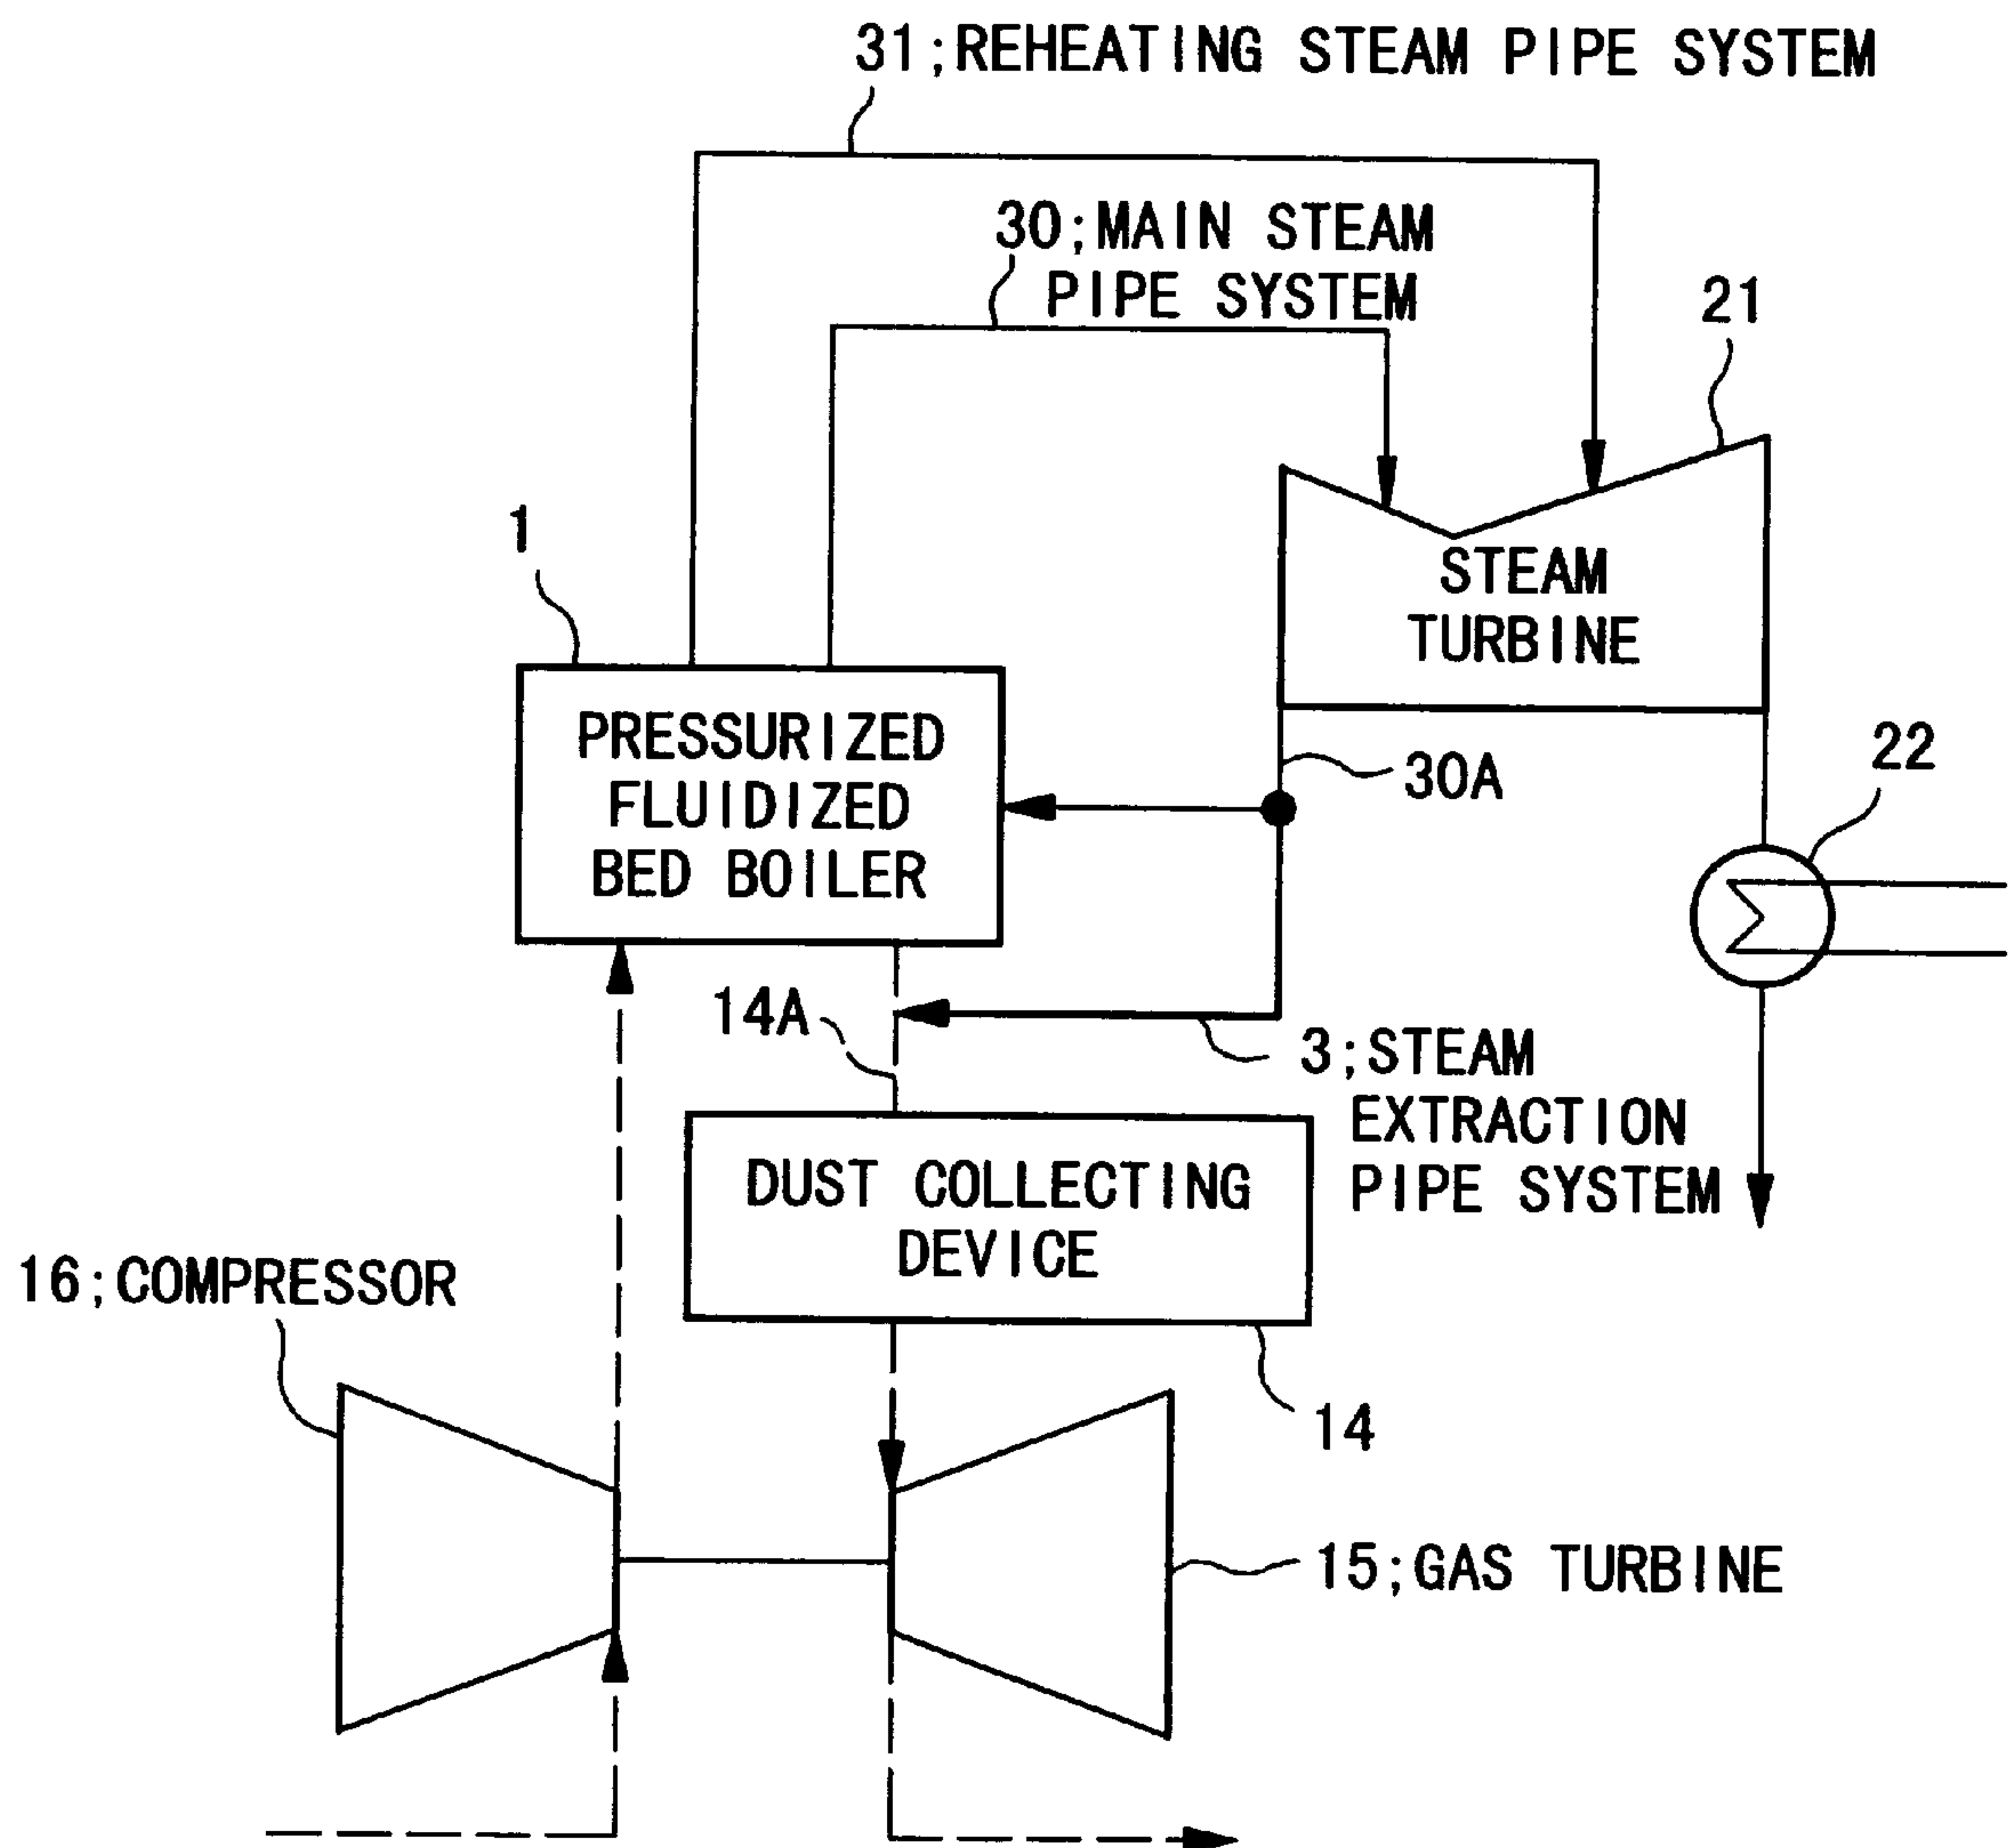 31;REHEATING STEAM PIPE SYSTEM
30;MAIN STEAM
PIPE SYSTEM
21
1
STEAM
TURBINE
PRESSURIZED
FLUIDIZED
BED BOILER
30A
22
14A
3;STEAM
EXTRACTION
PIPE SYSTEM
DUST COLLECTING
DEVICE
16;COMPRESSOR
14
15;GAS TURBINE